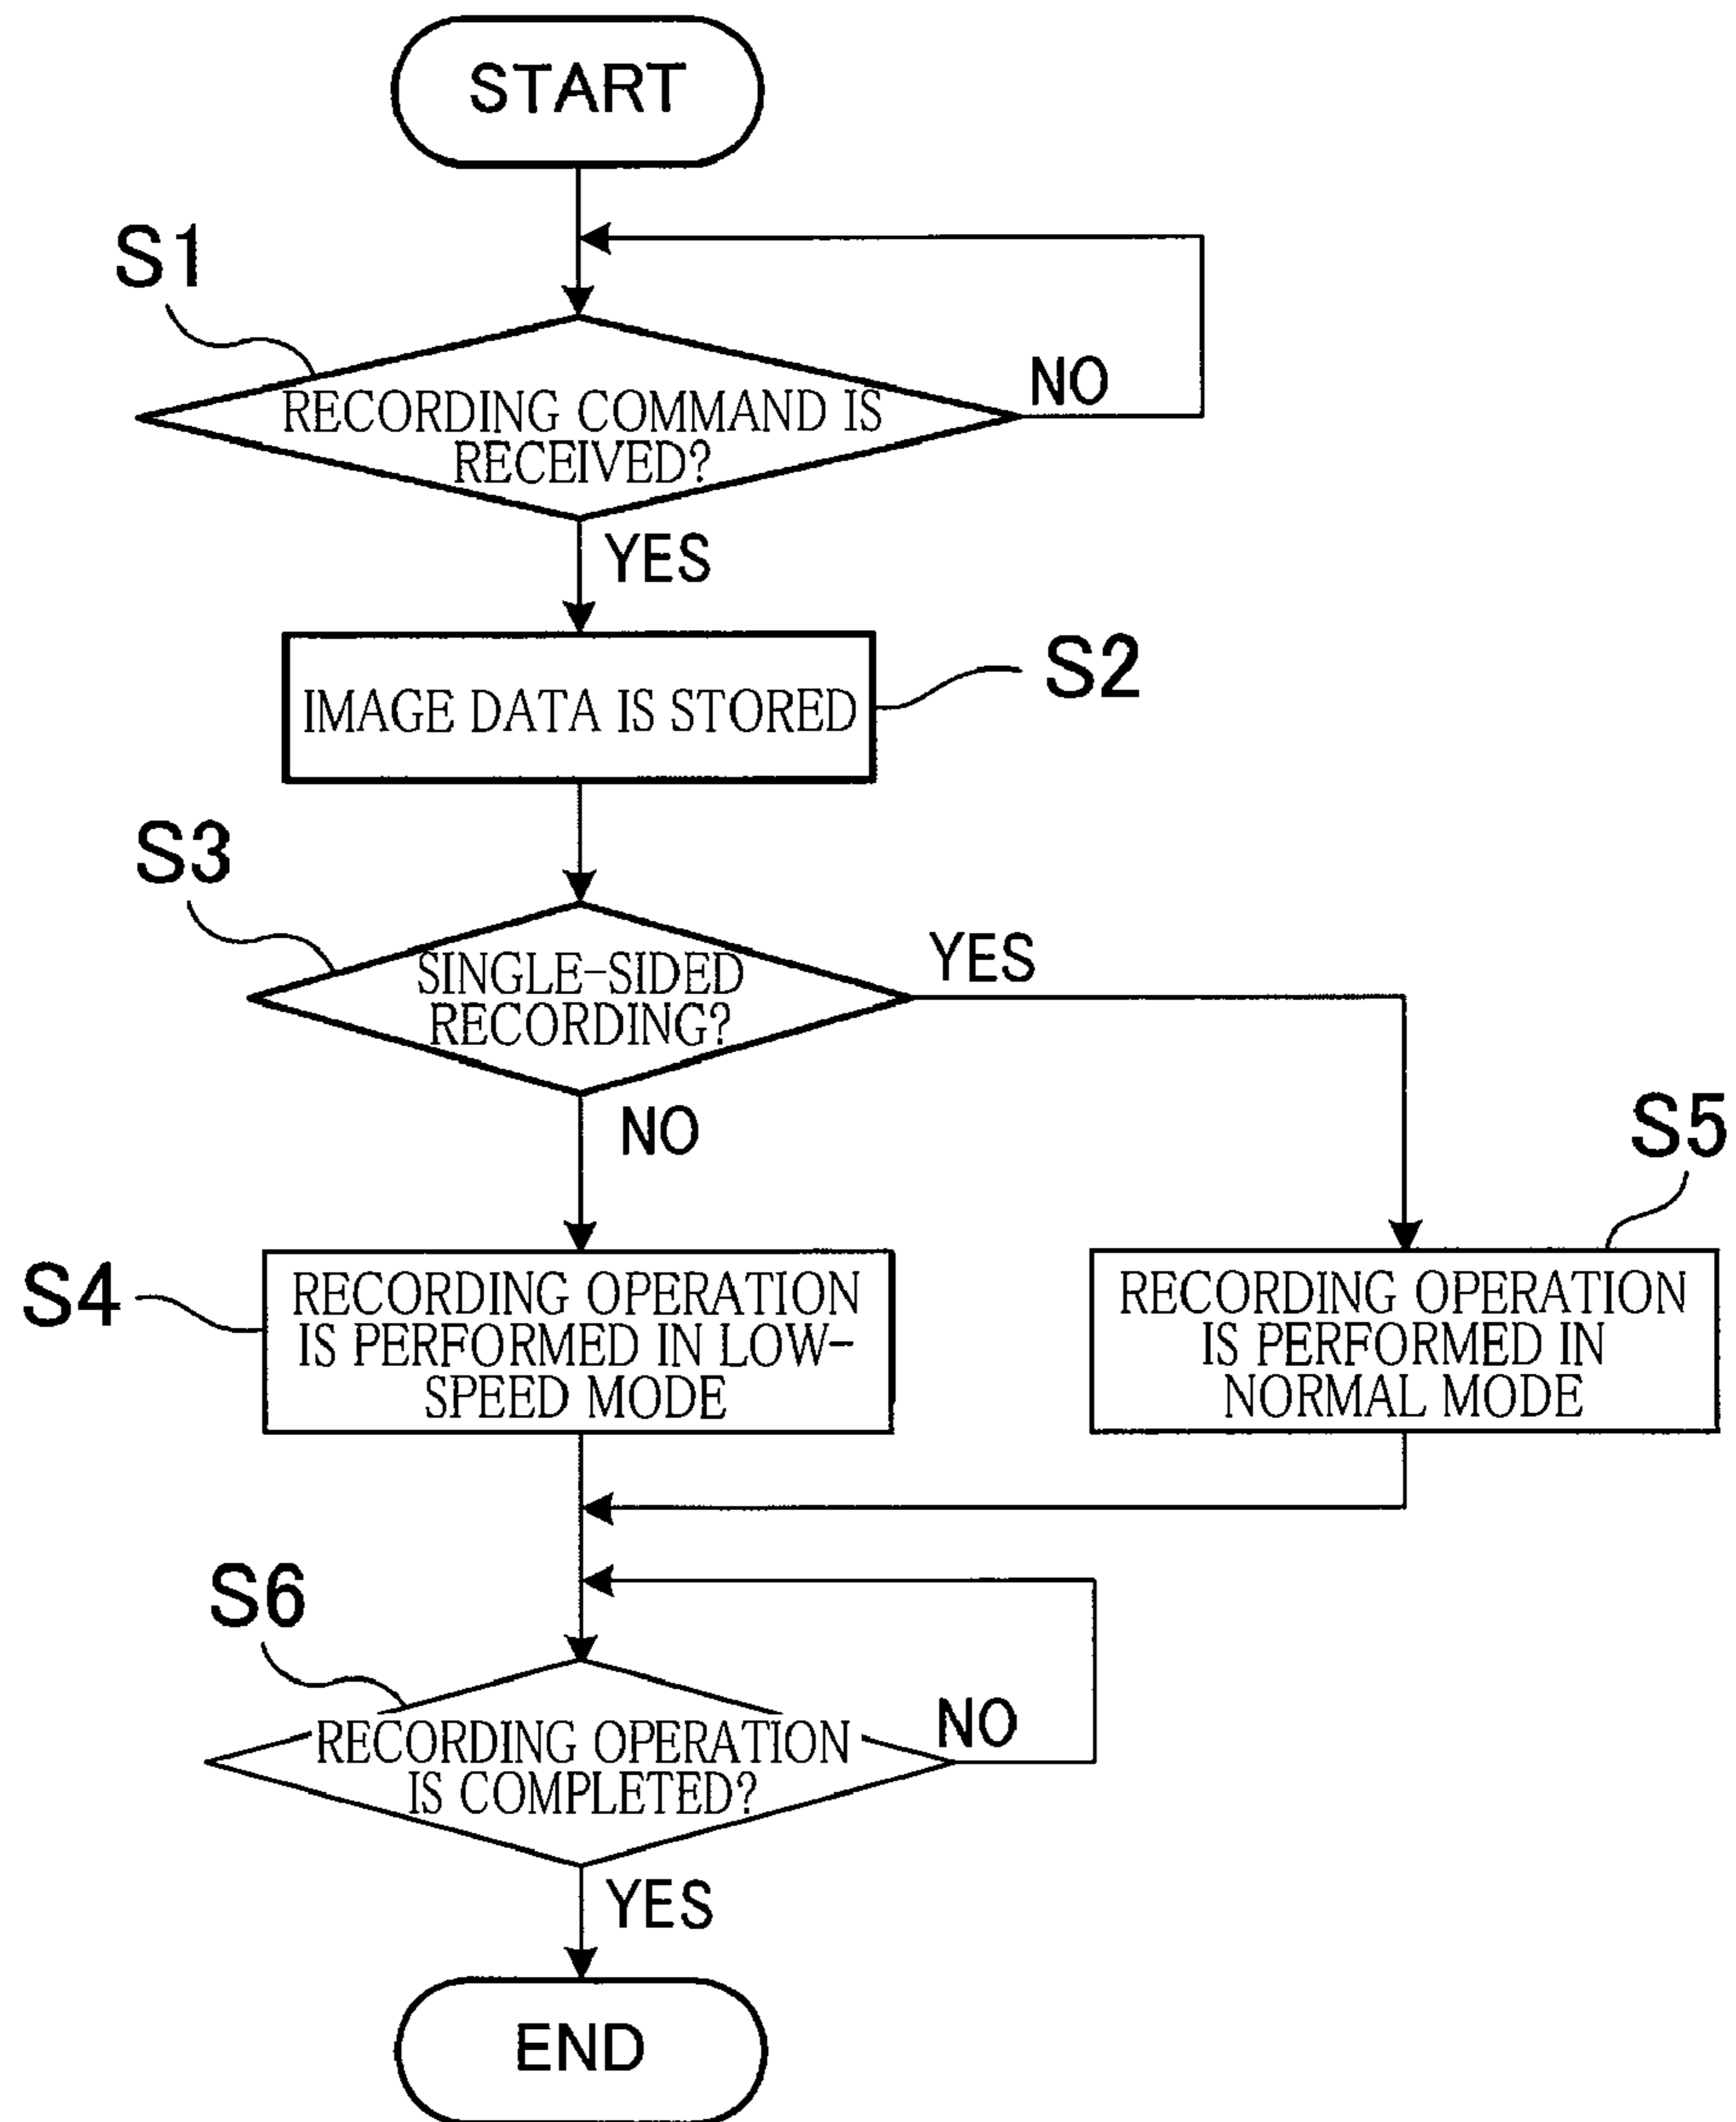 START
S1
RECORDING COMMAND IS
RECEIVED?
NO
YES
IMAGE DATA IS STORED
S2
S3
SINGLE-SIDED
RECORDING?
YES
NO
S4
RECORDING OPERATION
IS PERFORMED IN LOW-
SPEED MODE
S5
RECORDING OPERATION
IS PERFORMED IN
NORMAL MODE
S6
RECORDING OPERATION
IS COMPLETED?
NO
YES
END